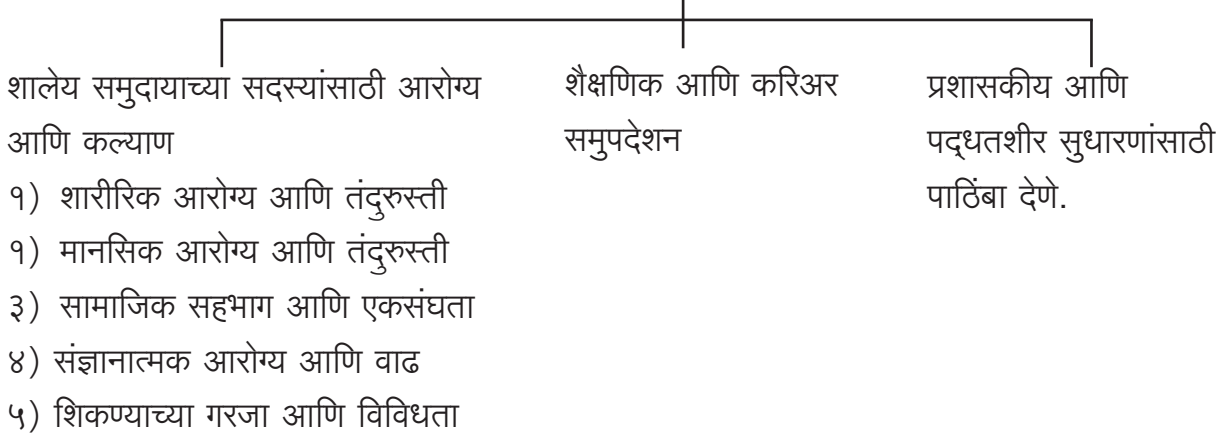 शालेय समुदायाच्या सदस्यांसाठी आरोग्य
आणि कल्याण
१) शारीरिक आरोग्य आणि तंदुरुस्ती
१) मानसिक आरोग्य आणि तंदुरुस्ती
३) सामाजिक सहभाग आणि एकसंघता
४) संज्ञानात्मक आरोग्य आणि वाढ
५) शिकण्याच्या गरजा आणि विविधता
शैक्षणिक आणि करिअर
समुपदेशन
प्रशासकीय आणि
पद्धतशीर सुधारणांसाठी
पाठिंबा देणे.